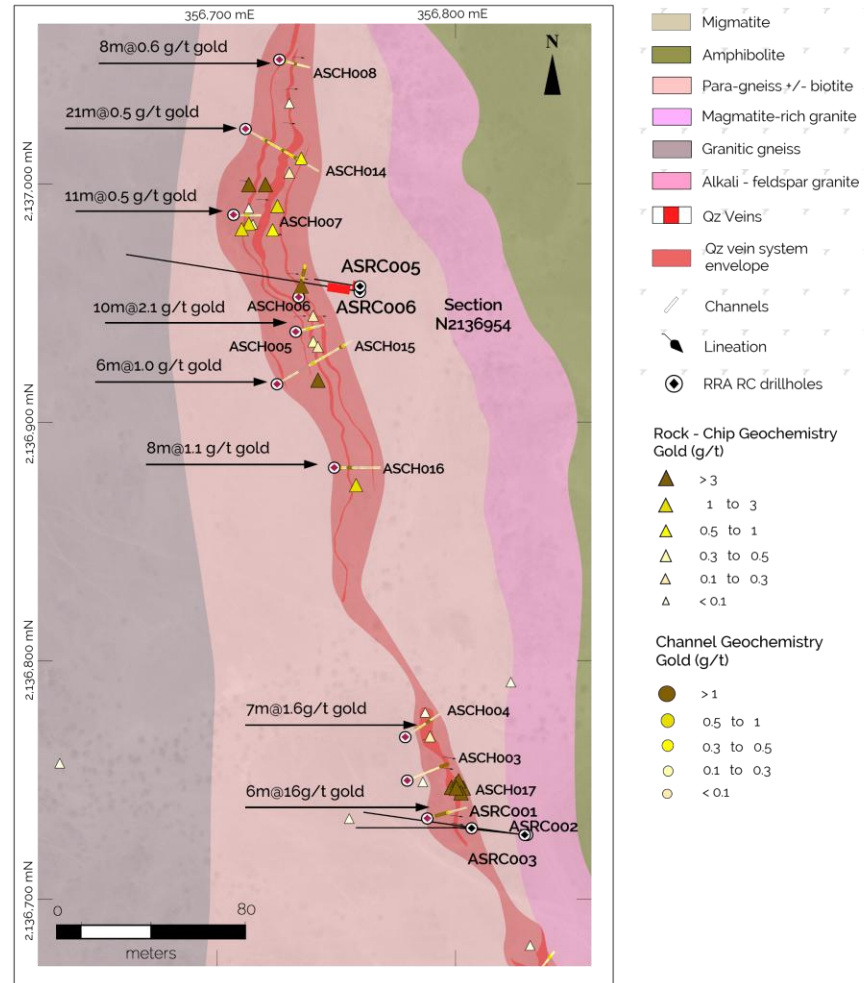 356,700 mE
356,800 mE
8m@0.6 g/t gold
ASCH008
N
21m@0.5 g/t gold
ASCH014
2,137,000 mN
11m@0.5 g/t gold
ASCH007
ASRC005
ASCH006
ASRC006
Section
N2136954
10m@2.1 g/t gold
ASCH005
ASCH015
6m@1.0 g/t gold
2,136,900 mN
8m@1.1 g/t gold
ASCH016
2,136,800 mN
7m@1.6g/t gold
ASCH004
ASCH003
ASCH017
6m@16g/t gold
ASRC001
ASRC002
ASRC003
2,136,700 mN
0
80
meters
Migmatite
Amphibolite
Para-gneiss +/- biotite
Magmatite-rich granite
Granitic gneiss
Alkali - feldspar granite
Qz Veins
Qz vein system
envelope
Channels
Lineation
RRA RC drillholes
Rock - Chip Geochemistry
Gold (g/t)
> 3
1 to 3
0.5 to 1
0.3 to 0.5
0.1 to 0.3
< 0.1
Channel Geochemistry
Gold (g/t)
> 1
0.5 to 1
0.3 to 0.5
0.1 to 0.3
< 0.1